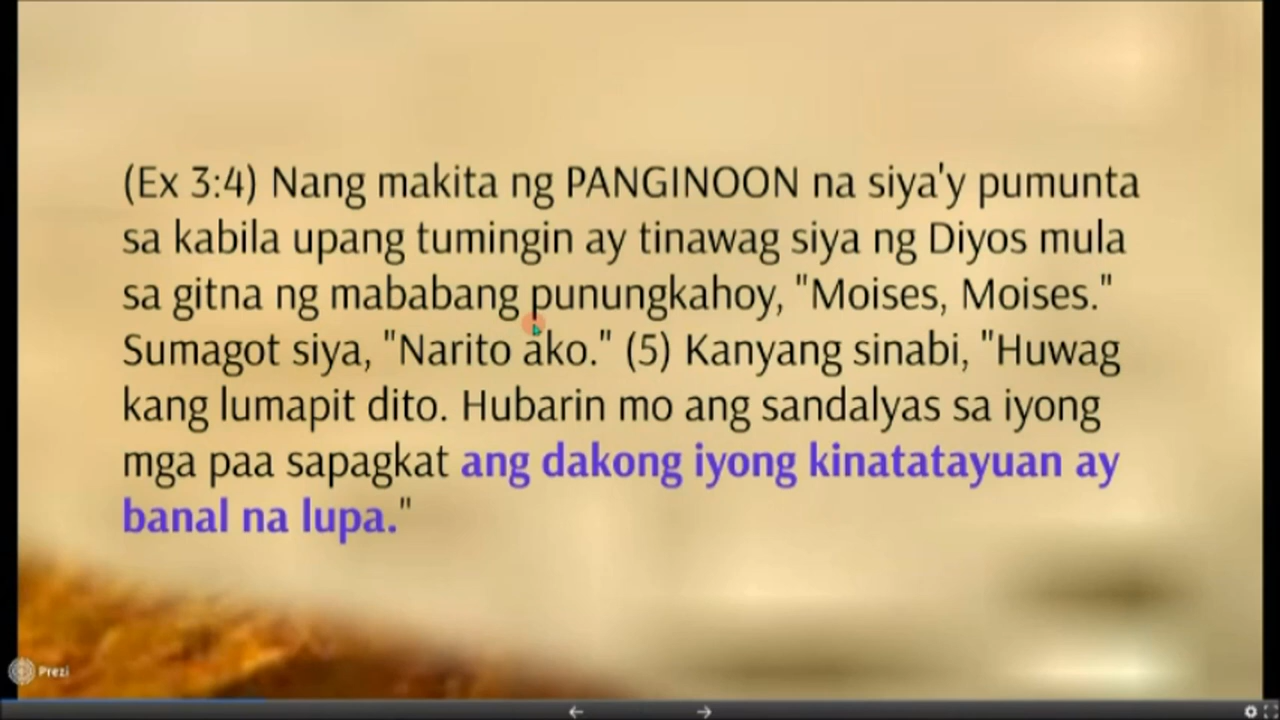 (Ex 3:4) Nang makita ng PANGINOON na siya'y pumunta
sa kabila upang tumingin ay tinawag siya ng Diyos mula
sa gitna ng mababang punungkahoy, "Moises, Moises."
Sumagot siya, "Narito ako." (5) Kanyang sinabi, "Huwag
kang lumapit dito. Hubarin mo ang sandalyas sa iyong
mga paa sapagkat ang dakong iyong kinatatayuan ay
banal na lupa."
Prezi